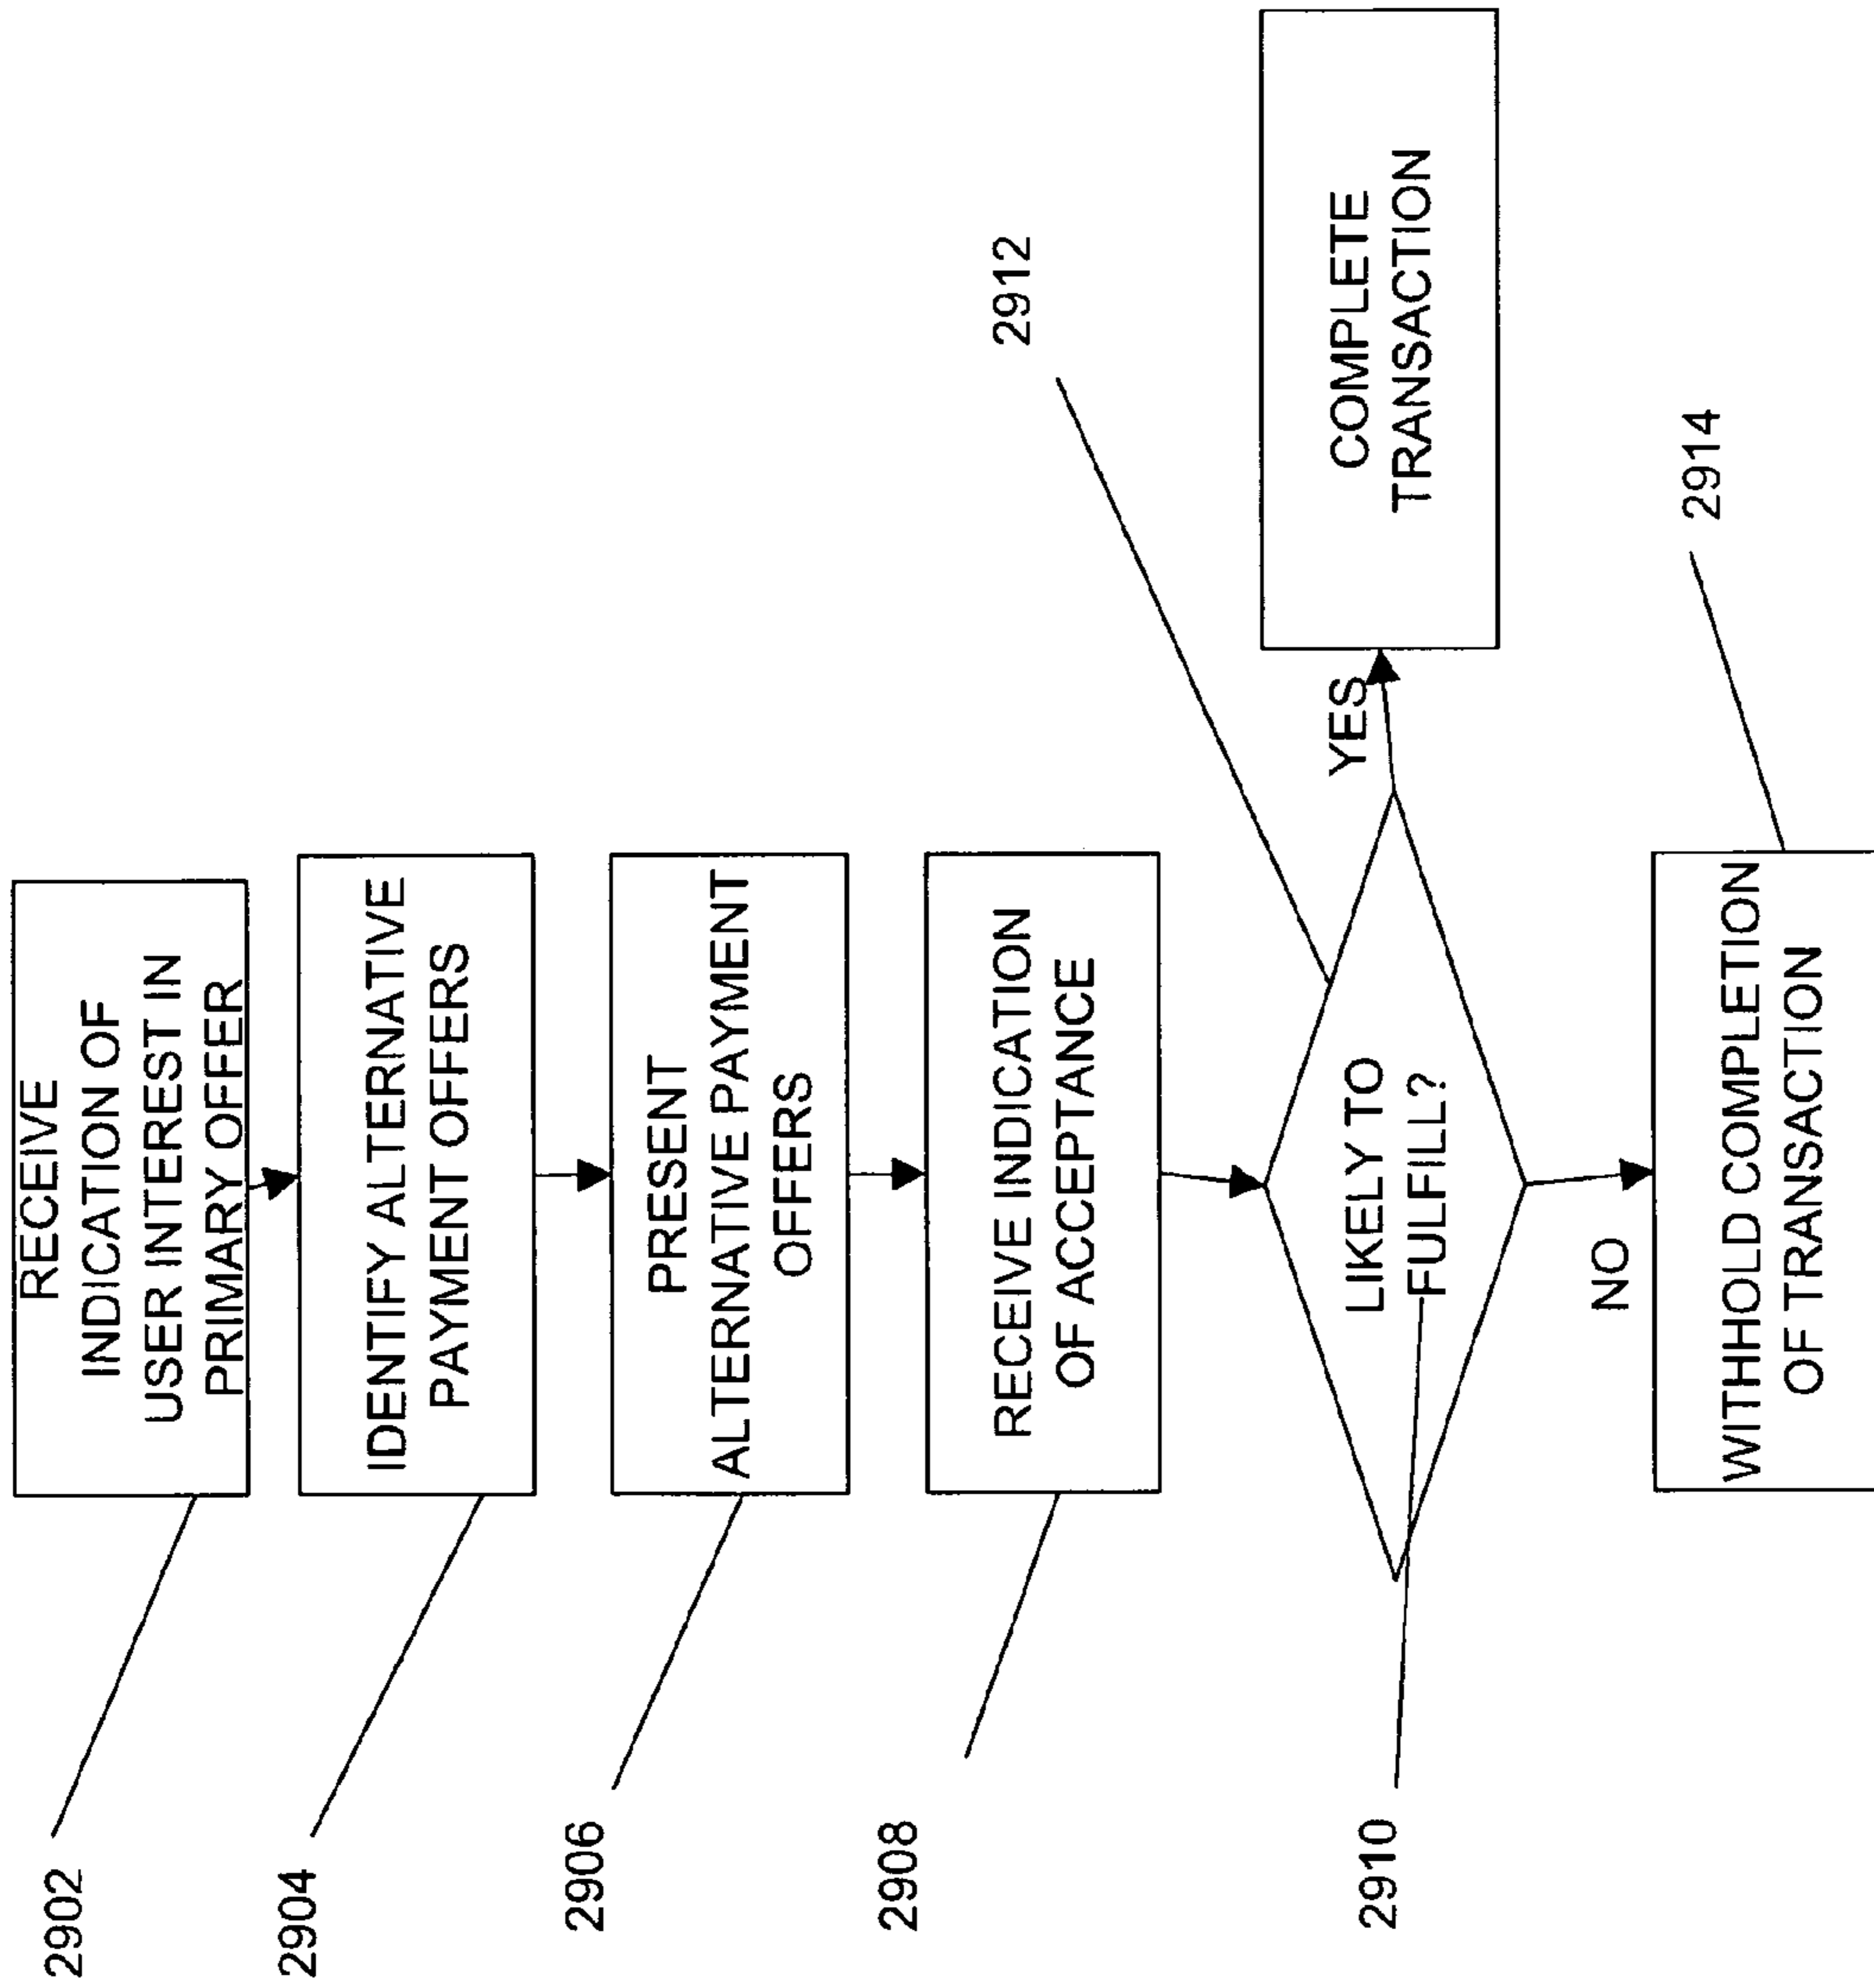 2902
RECEIVE
INDICATION OF
USER INTEREST IN
PRIMARY OFFER
2904
IDENTIFY ALTERNATIVE
PAYMENT OFFERS
2906
PRESENT
ALTERNATIVE PAYMENT
OFFERS
2908
RECEIVE INDICATION
OF ACCEPTANCE
2912
2910
LIKELY TO
FULFILL?
YES
COMPLETE
TRANSACTION
NO
2914
WITHHOLD COMPLETION
OF TRANSACTION